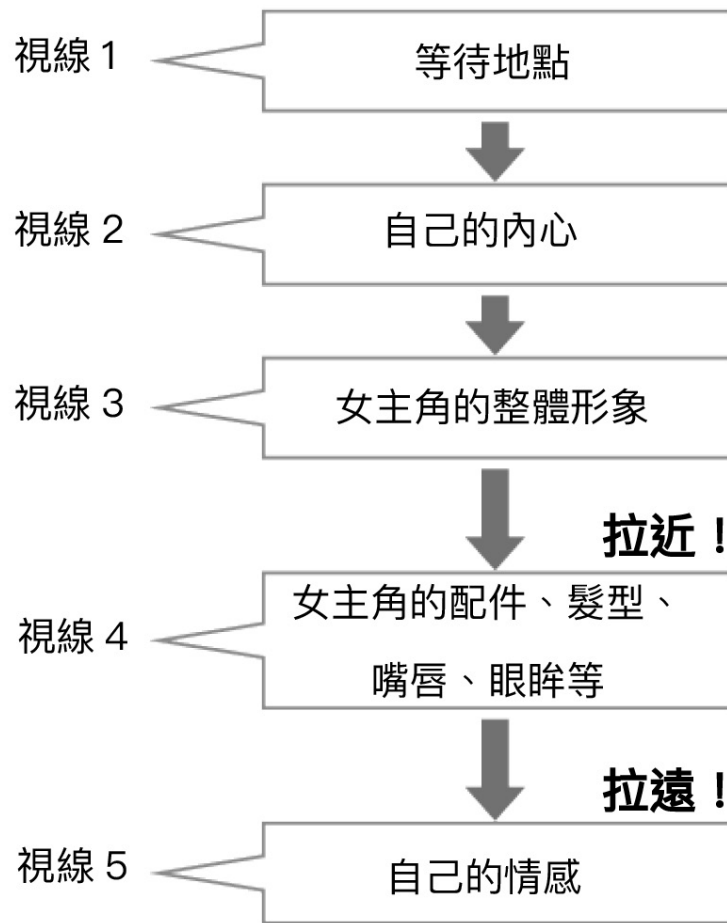 視線 1
等待地點
視線 2
自己的內心
視線 3
女主角的整體形象
拉近！
視線 4
女主角的配件、髮型、
嘴唇、眼眸等
拉遠！
視線 5
自己的情感